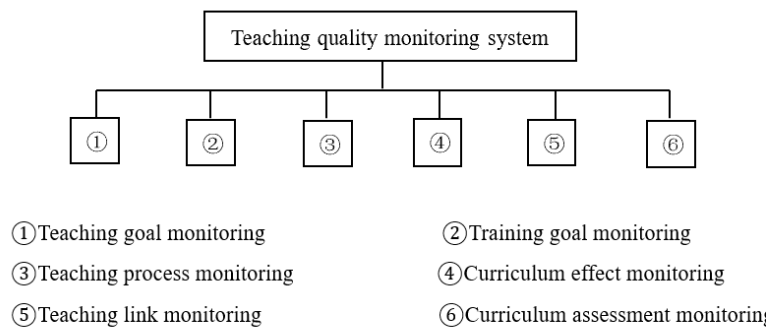 Teaching quality monitoring system
① ② ③ ④ ⑤ ⑥
①Teaching goal monitoring ②Training goal monitoring
③Teaching process monitoring ④Curriculum effect monitoring
⑤Teaching link monitoring ⑥Curriculum assessment monitoring